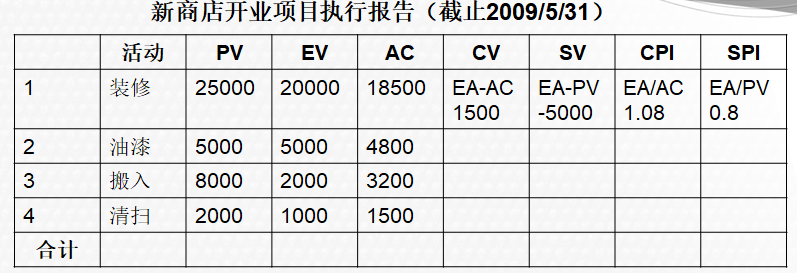 新商店开业项目执行报告（截止2009/5/31）
活动 PV EV AC CV SV CPI SPI
1 装修 25000 20000 18500 EA-AC EA-PV EA/AC EA/PV
1500 -5000 1.08 0.8
2 油漆 5000 5000 4800
3 搬入 8000 2000 3200
4 清扫 2000 1000 1500
合计